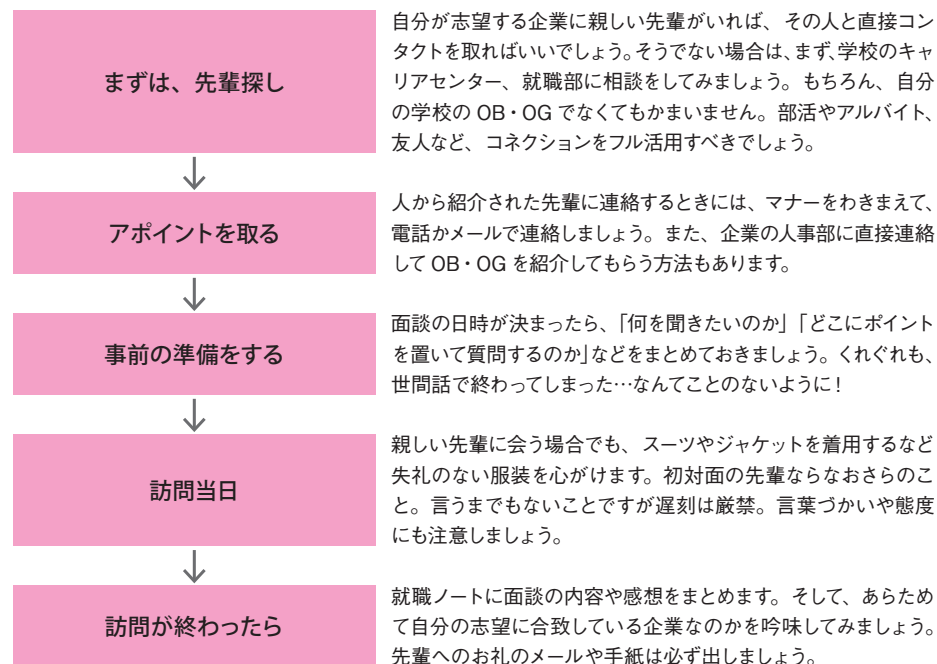 まずは、先輩探し
自分が志望する企業に親しい先輩がいれば、その人と直接コン
タクトを取ればいいでしょう。そうでない場合は、まず、学校のキャ
リアセンター、就職部に相談をしてみましょう。もちろん、自分
の学校の OB・OG でなくてもかまいません。部活やアルバイト、
友人など、コネクションをフル活用すべきでしょう。
アポイントを取る
人から紹介された先輩に連絡するときには、マナーをわきまえて、
電話かメールで連絡しましょう。また、企業の人事部に直接連絡
して OB・OG を紹介してもらう方法もあります。
事前の準備をする
面談の日時が決まったら、「何を聞きたいのか」「どこにポイント
を置いて質問するのか」などをまとめておきましょう。くれぐれも、
世間話で終わってしまった…なんてことのないように!
訪問当日
親しい先輩に会う場合でも、スーツやジャケットを着用するなど
失礼のない服装を心がけます。初対面の先輩ならなおさらのこ
と。言うまでもないことですが遅刻は厳禁。言葉づかいや態度
にも注意しましょう。
訪問が終わったら
就職ノートに面談の内容や感想をまとめます。そして、あらため
て自分の志望に合致している企業なのかを吟味してみましょう。
先輩へのお礼のメールや手紙は必ず出しましょう。